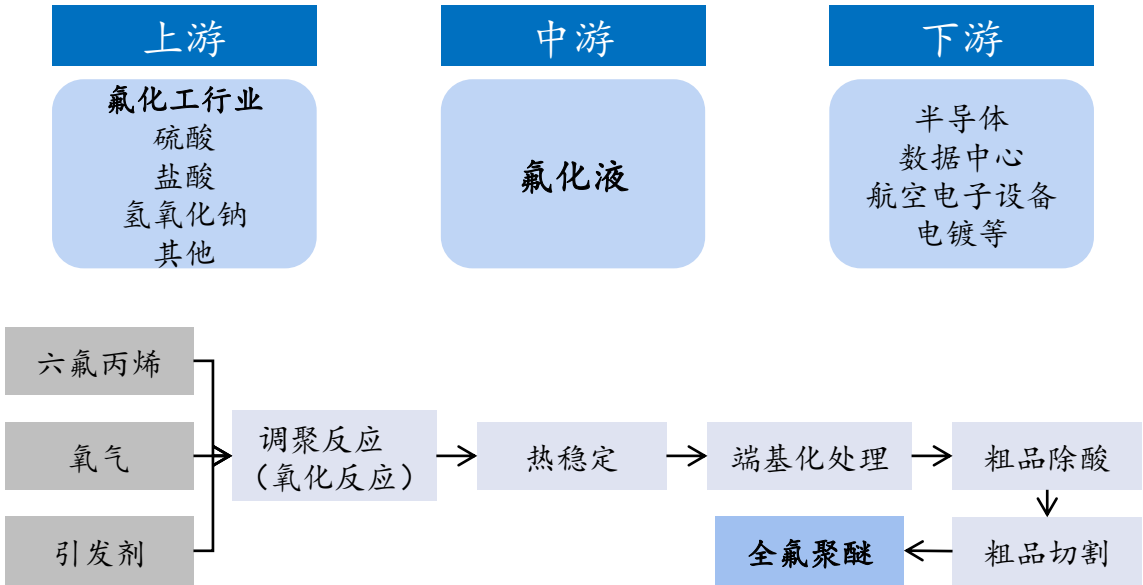 上游
中游
下游
氟化工行业
硫酸
盐酸
氢氧化钠
其他
氟化液
半导体
数据中心
航空电子设备
电镀等
六氟丙烯
氧气
引发剂
调聚反应
（氧化反应）
热稳定
端基化处理
粗品除酸
粗品切割
全氟聚醚